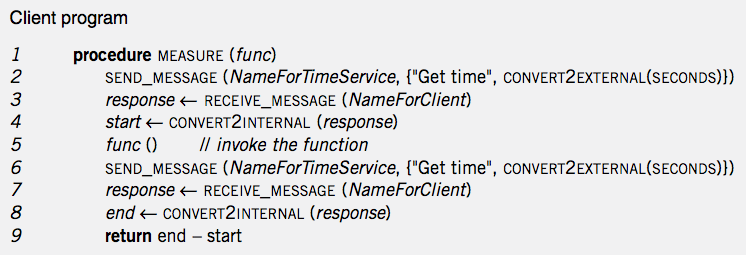 Client program
1 procedure MEASURE (func)
2 SEND_MESSAGE (NameForTimeService, {"Get time", CONVERT2EXTERNAL(SECONDS)})
3 response ← RECEIVE_MESSAGE (NameForClient)
4 start ← CONVERT2INTERNAL (response)
5 func () // invoke the function
6 SEND_MESSAGE (NameForTimeService, {"Get time", CONVERT2EXTERNAL(SECONDS)})
7 response ← RECEIVE_MESSAGE (NameForClient)
8 end ← CONVERT2INTERNAL (response)
9 return end – start